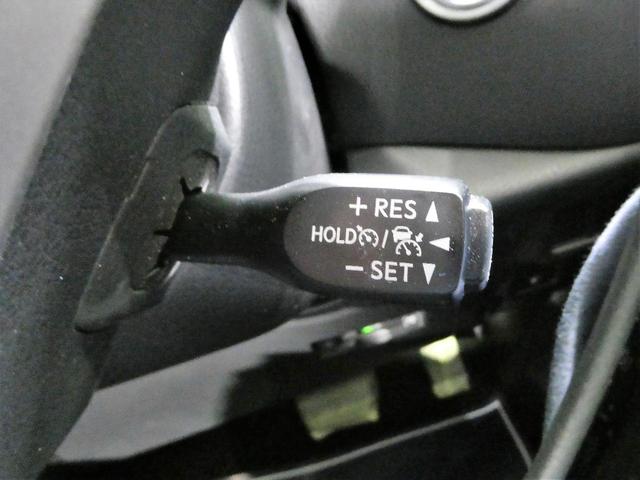 + RES ▲
HOLD / ◀
− SET ▼